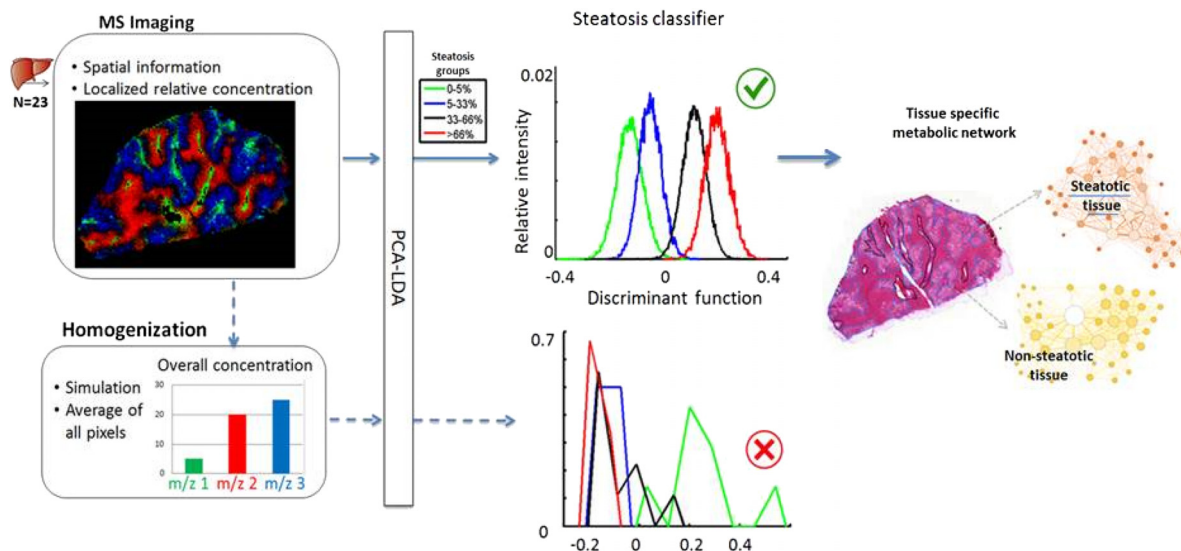 MS Imaging
N=23
• Spatial information
• Localized relative concentration
Homogenization
• Simulation
• Average of
all pixels
Overall concentration
30
20
10
0
m/z 1 m/z 2 m/z 3
PCA-LDA
Steatosis
groups
0-5%
5-33%
33-66%
>66%
Steatosis classifier
Relative intensity
0.02
0
-0.4 0 0.4
Discriminant function
0.7
0
-0.2 0 0.2 0.4
Tissue specific
metabolic network
Steatotic
tissue
Non-steatotic
tissue